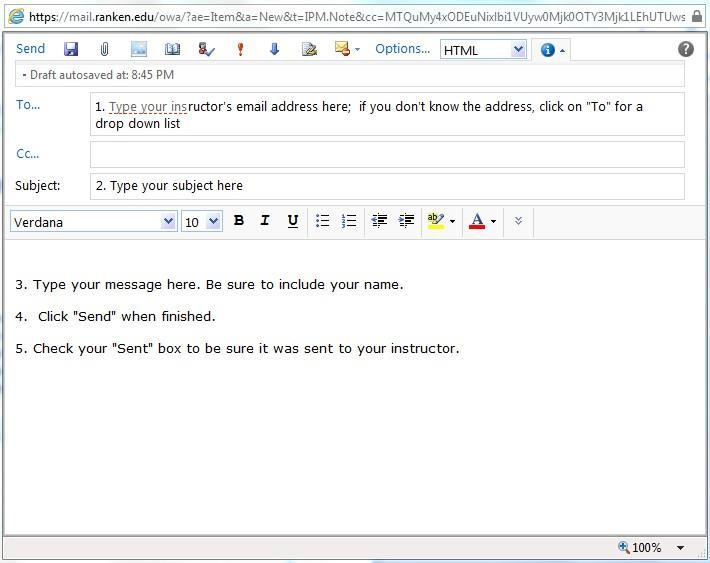 https://mail.ranken.edu/owa/?ae=Item&a=New&t=IPM.Note&cc=MTQuMy4xODEuNixlbi1VUyw0Mjk0OTY3Mjk1LEhUTUws
Send Options... HTML
- Draft autosaved at: 8:45 PM
To... 1. Type your insructor's email address here;  if you don't know the address, click on "To" for a
drop down list
Cc...
Subject: 2. Type your subject here
Verdana 10 B I U ab A
3. Type your message here. Be sure to include your name.
4.  Click "Send" when finished.
5. Check your "Sent" box to be sure it was sent to your instructor.
100%